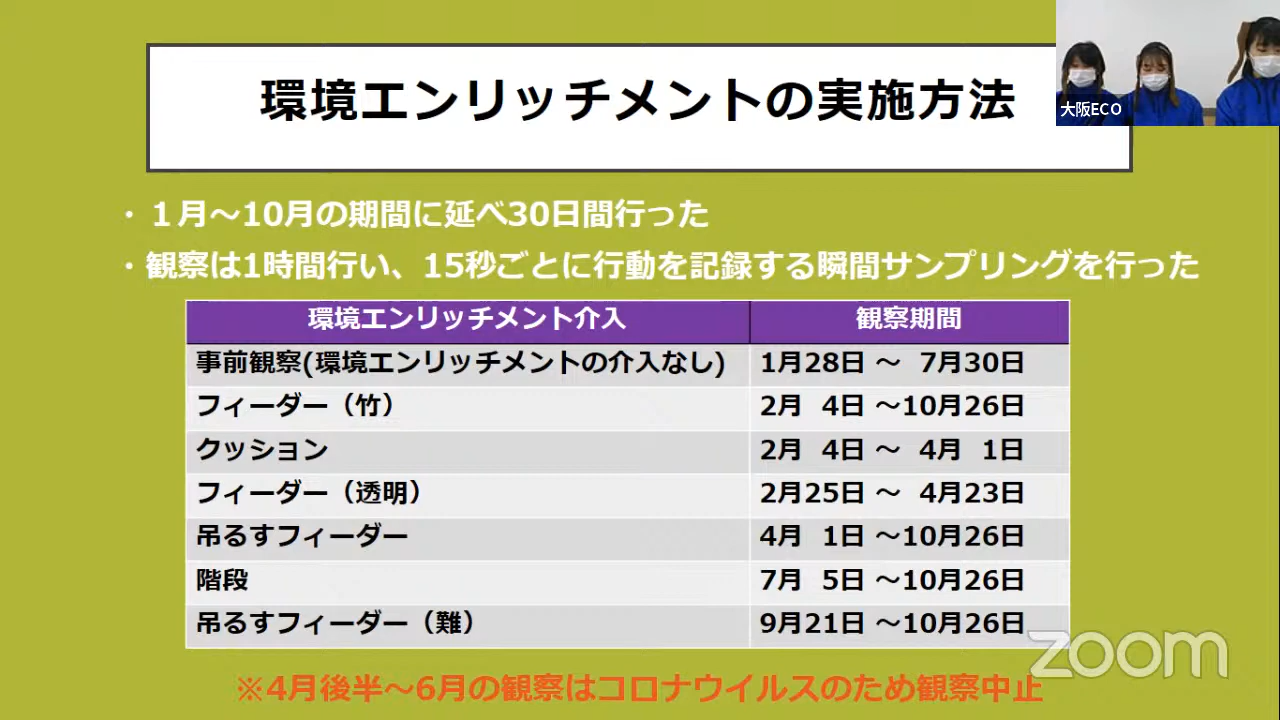 環境エンリッチメントの実施方法
大阪ECO
・１月～10月の期間に延べ30日間行った
・観察は1時間行い、15秒ごとに行動を記録する瞬間サンプリングを行った
環境エンリッチメント介入 観察期間
事前観察(環境エンリッチメントの介入なし) 1月28日 ～ 7月30日
フィーダー（竹） 2月 4日 ～10月26日
クッション 2月 4日 ～ 4月 1日
フィーダー（透明） 2月25日 ～ 4月23日
吊るすフィーダー 4月 1日 ～10月26日
階段 7月 5日 ～10月26日
吊るすフィーダー（難） 9月21日 ～10月26日
zoom
※4月後半～6月の観察はコロナウイルスのため観察中止